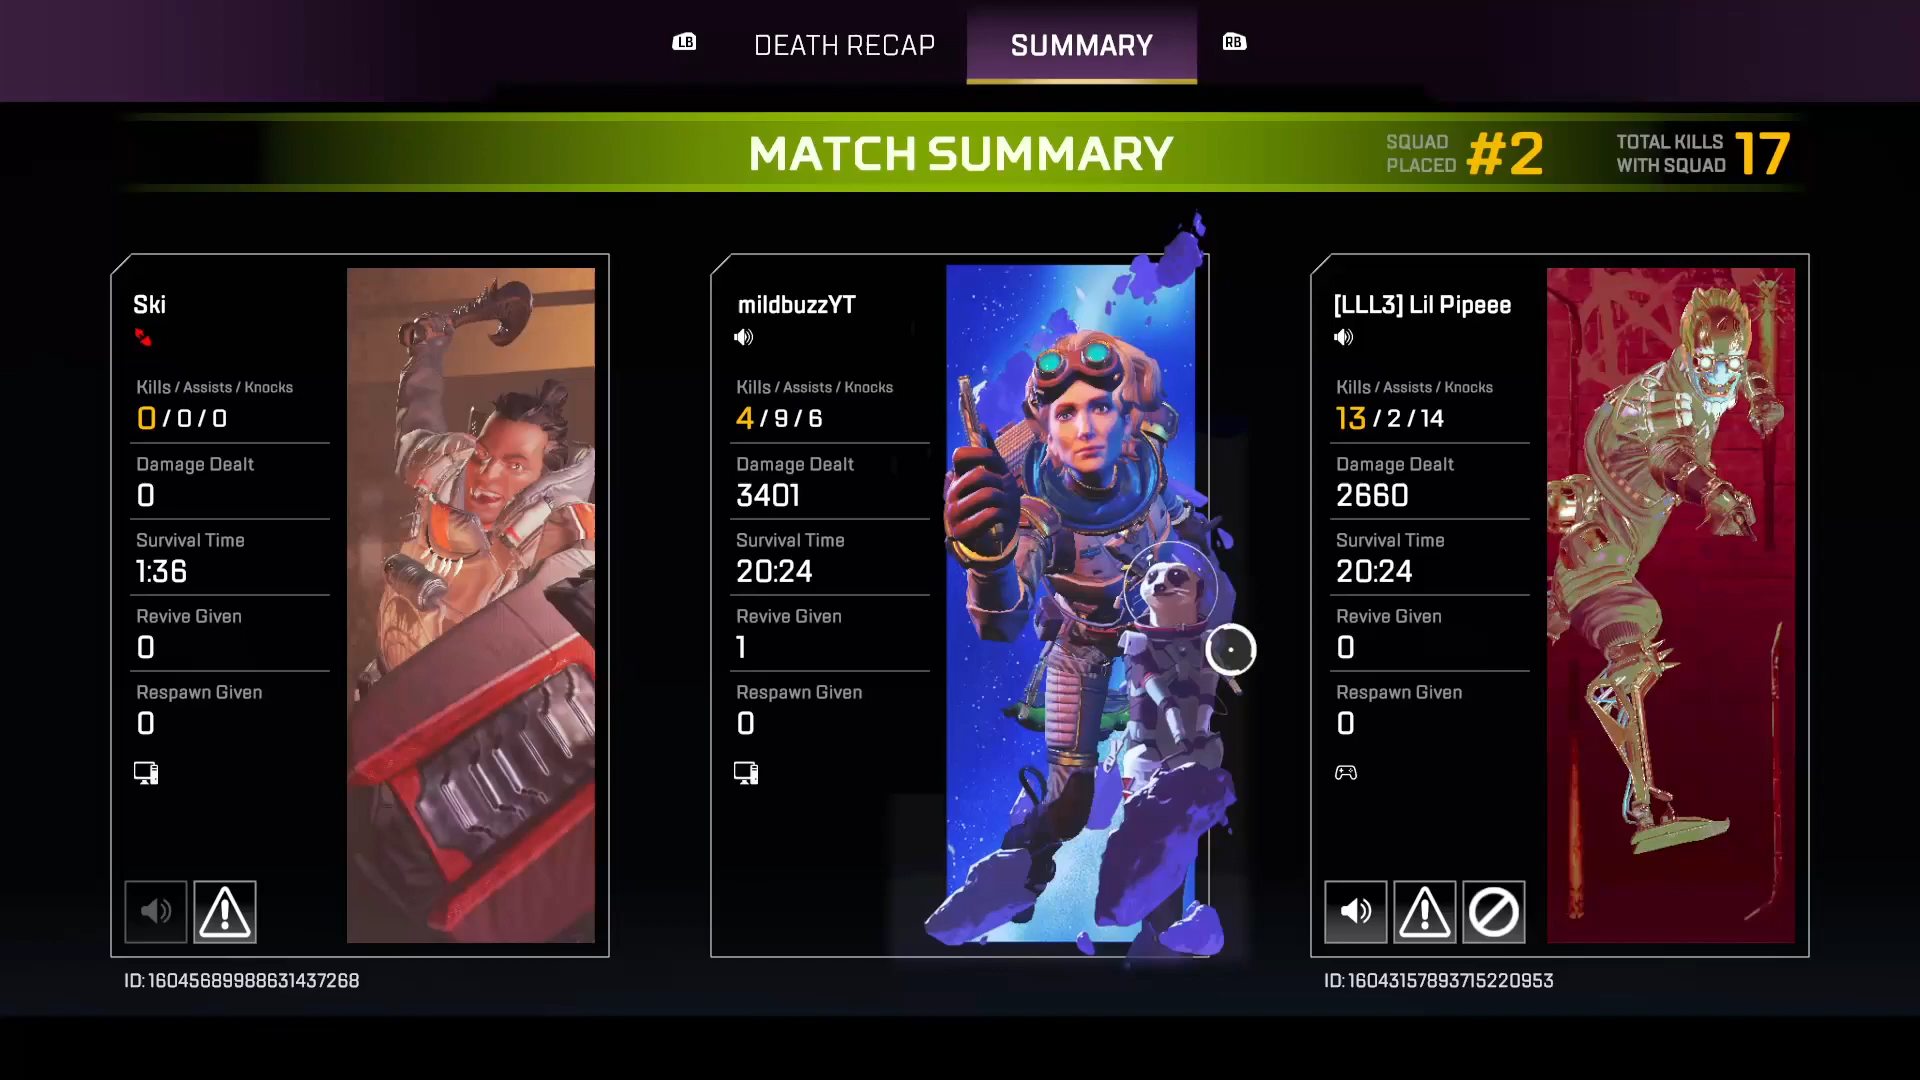 LB DEATH RECAP SUMMARY RB
MATCH SUMMARY
SQUAD PLACED #2
TOTAL KILLS WITH SQUAD 17
Ski
Kills / Assists / Knocks
0 / 0 / 0
Damage Dealt
0
Survival Time
1:36
Revive Given
0
Respawn Given
0
ID:16045689988631437268
mildbuzzYT
Kills / Assists / Knocks
4 / 9 / 6
Damage Dealt
3401
Survival Time
20:24
Revive Given
1
Respawn Given
0
[LLL3] Lil Pipeee
Kills / Assists / Knocks
13 / 2 / 14
Damage Dealt
2660
Survival Time
20:24
Revive Given
0
Respawn Given
0
ID:16043157893715220953